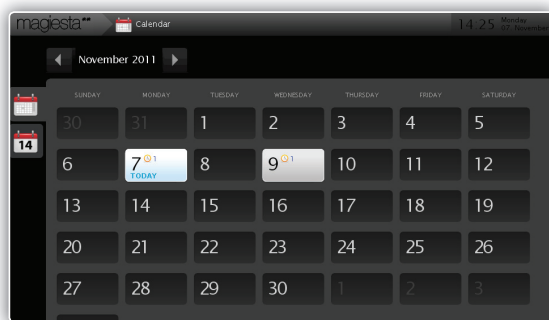 magiesta Calendar 14:25 Monday
07. November
November 2011
SUNDAY MONDAY TUESDAY WEDNESDAY THURSDAY FRIDAY SATURDAY
30 31 1 2 3 4 5
14
6 7 1 8 9 1 10 11 12
TODAY
13 14 15 16 17 18 19
20 21 22 23 24 25 26
27 28 29 30 1 2 3